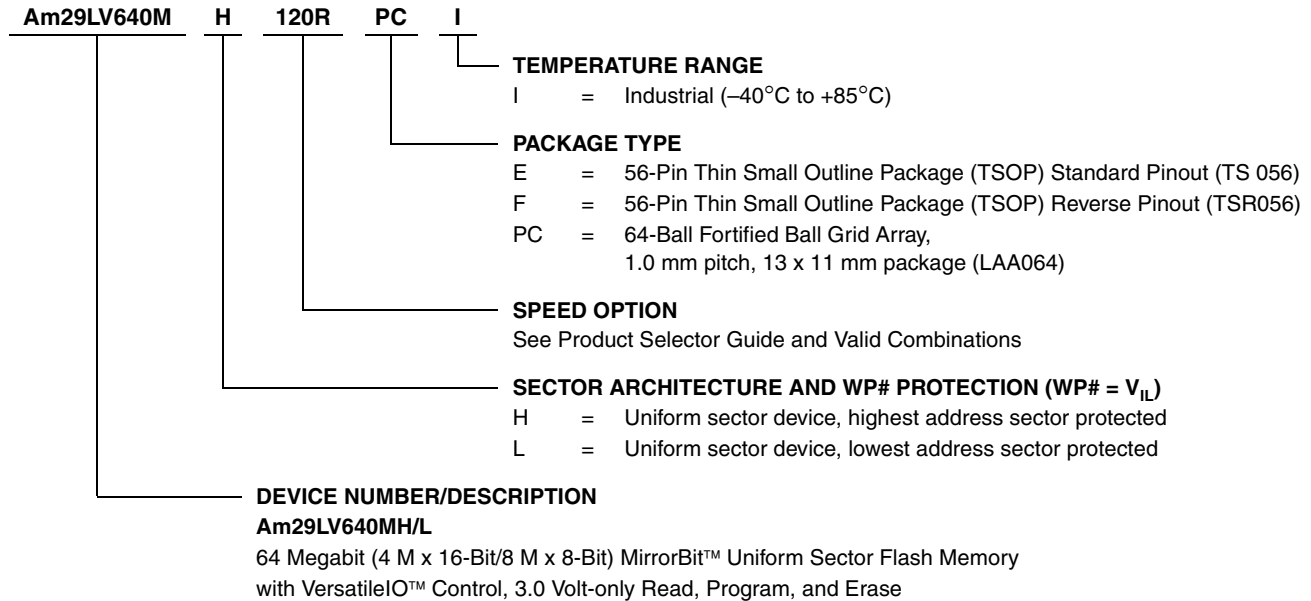 Am29LV640M H 120R PC I
TEMPERATURE RANGE
I = Industrial (–40°C to +85°C)
PACKAGE TYPE
E = 56-Pin Thin Small Outline Package (TSOP) Standard Pinout (TS 056)
F = 56-Pin Thin Small Outline Package (TSOP) Reverse Pinout (TSR056)
PC = 64-Ball Fortified Ball Grid Array,
1.0 mm pitch, 13 x 11 mm package (LAA064)
SPEED OPTION
See Product Selector Guide and Valid Combinations
SECTOR ARCHITECTURE AND WP# PROTECTION (WP# = VIL)
H = Uniform sector device, highest address sector protected
L = Uniform sector device, lowest address sector protected
DEVICE NUMBER/DESCRIPTION
Am29LV640MH/L
64 Megabit (4 M x 16-Bit/8 M x 8-Bit) MirrorBit™ Uniform Sector Flash Memory
with VersatileIO™ Control, 3.0 Volt-only Read, Program, and Erase